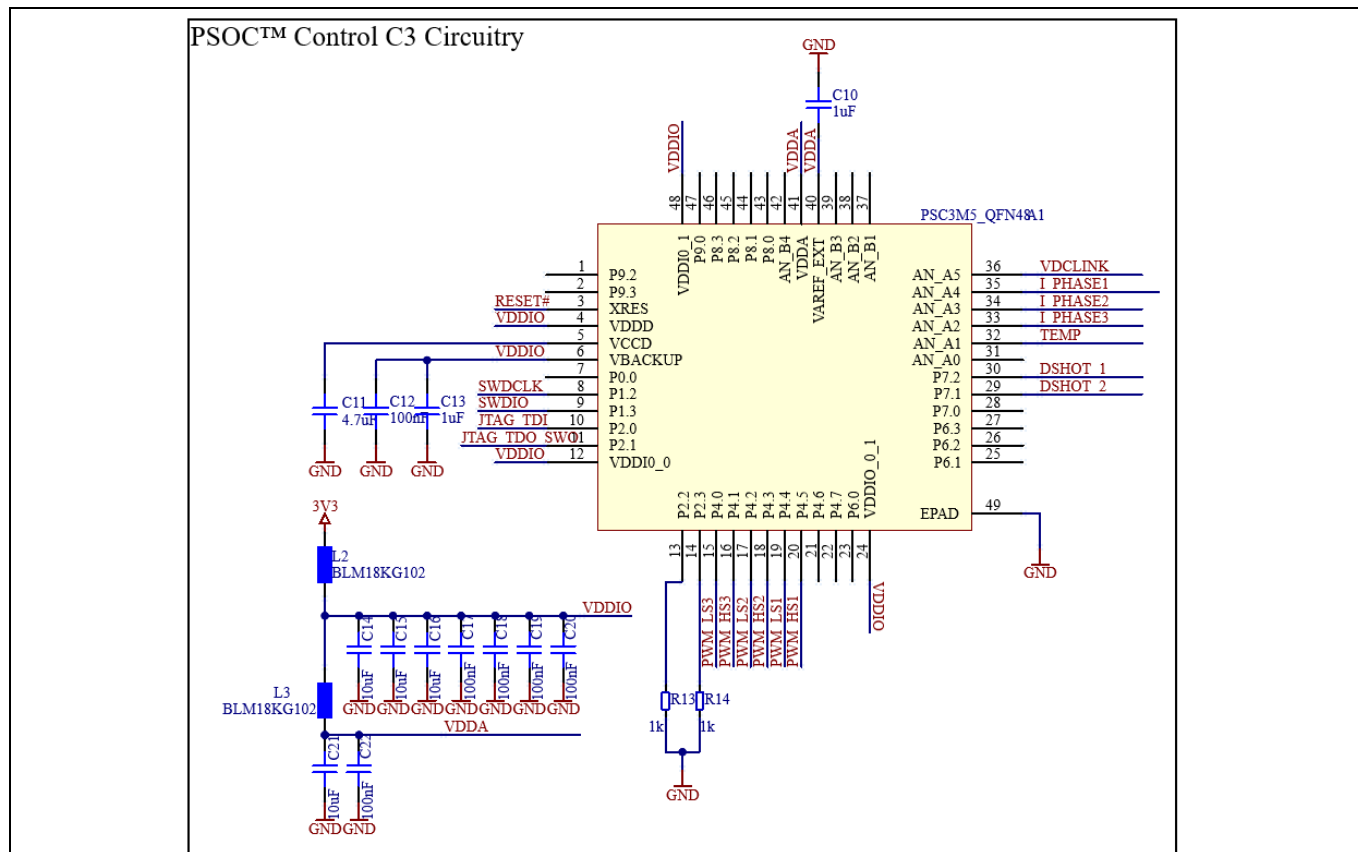 PSOC™ Control C3 Circuitry
GND
C10
1uF
VDDIO
VDDA
VDDA
48
47
46
45
44
43
42
41
40
39
38
37
PSC3M5_QFN48A1
VDDI0_1
P9.0
P8.3
P8.2
P8.1
P8.0
AN_B4
VDDA
VAREF_EXT
AN_B3
AN_B2
AN_B1
1 P9.2
2 P9.3
RESET# 3 XRES
VDDIO 4 VDDD
5 VCCD
VDDIO 6 VBACKUP
7 P0.0
SWDCLK 8 P1.2
SWDIO 9 P1.3
JTAG_TDI 10 P2.0
JTAG_TDO_SWO 11 P2.1
VDDIO 12 VDDI0_0
AN_A5 36 VDCLINK
AN_A4 35 I_PHASE1
AN_A3 34 I_PHASE2
AN_A2 33 I_PHASE3
AN_A1 32 TEMP
AN_A0 31
P7.2 30 DSHOT_1
P7.1 29 DSHOT_2
P7.0 28
P6.3 27
P6.2 26
P6.1 25
EPAD 49
GND
C11
4.7uF
C12
100nF
C13
1uF
GND
GND
GND
P2.2
P2.3
P4.0
P4.1
P4.2
P4.3
P4.4
P4.5
P4.6
P4.7
P6.0
VDDIO_0_1
13
14
15
16
17
18
19
20
21
22
23
24
PWM_LS3
PWM_HS3
PWM_LS2
PWM_HS2
PWM_LS1
PWM_HS1
VDDIO
3V3
L2
BLM18KG102
VDDIO
C14
C15
C16
C17
C18
C19
C20
10uF
10uF
10uF
100nF
100nF
100nF
100nF
GND
GND
GND
GND
GND
GND
GND
L3
BLM18KG102
VDDA
C21
C22
10uF
100nF
GND
GND
R13
1k
R14
1k
GND